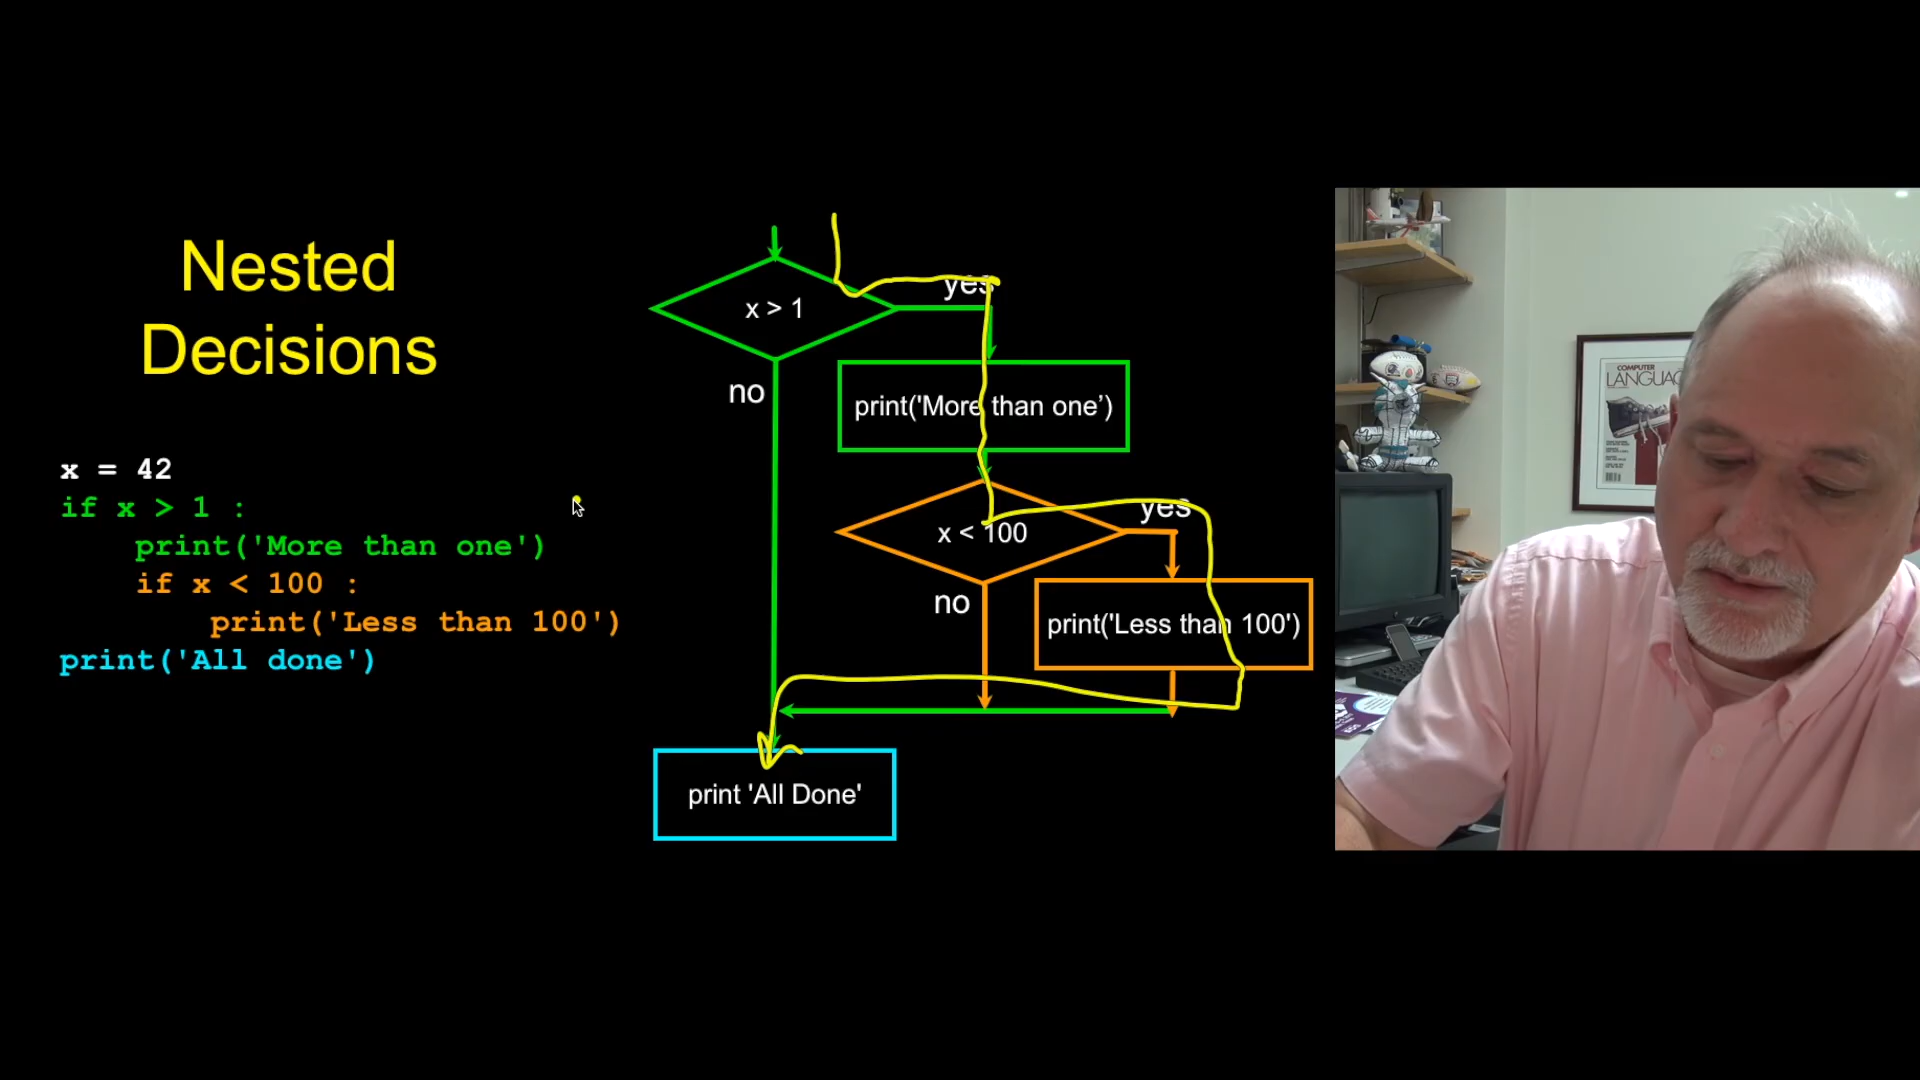 Nested
Decisions
x = 42
if x > 1 :
    print('More than one')
    if x < 100 :
        print('Less than 100')
print('All done')
x > 1
yes
no
print('More than one’)
x < 100
yes
no
print('Less than 100')
print 'All Done'
COMPUTER